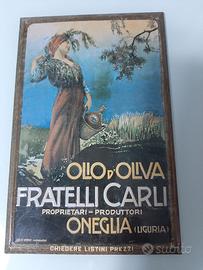 OLIO D'OLIVA
FRATELLI CARLI
PROPRIETARI - PRODUTTORI
ONEGLIA (LIGURIA)
CHIEDERE LISTINI PREZZI
subito